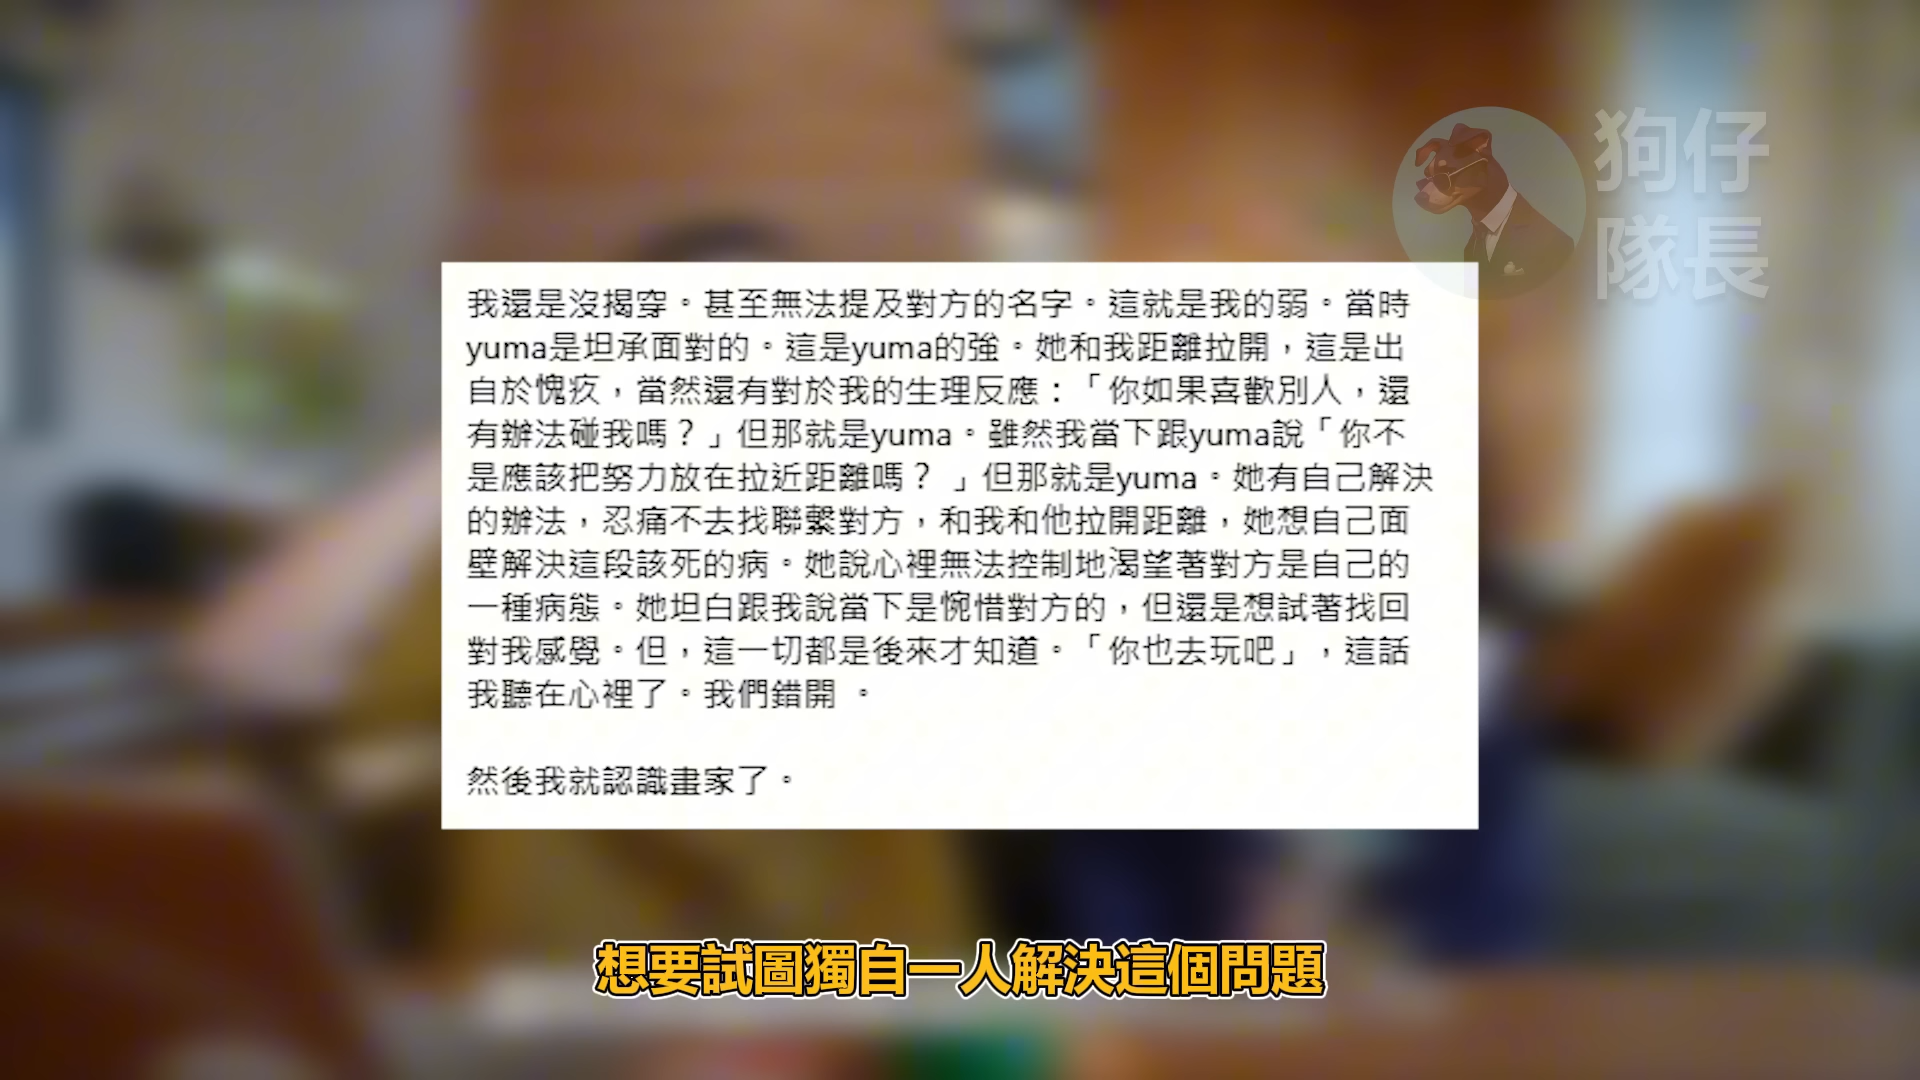 狗仔
隊長
我還是沒揭穿。甚至無法提及對方的名字。這就是我的弱。當時
yuma是坦承面對的。這是yuma的強。她和我距離拉開，這是出
自於愧疚，當然還有對於我的生理反應：「你如果喜歡別人，還
有辦法碰我嗎？」但那就是yuma。雖然我當下跟yuma說「你不
是應該把努力放在拉近距離嗎？ 」但那就是yuma。她有自己解決
的辦法，忍痛不去找聯繫對方，和我和他拉開距離，她想自己面
壁解決這段該死的病。她說心裡無法控制地渴望著對方是自己的
一種病態。她坦白跟我說當下是惋惜對方的，但還是想試著找回
對我感覺。但，這一切都是後來才知道。「你也去玩吧」，這話
我聽在心裡了。我們錯開 。
然後我就認識畫家了。
想要試圖獨自一人解決這個問題